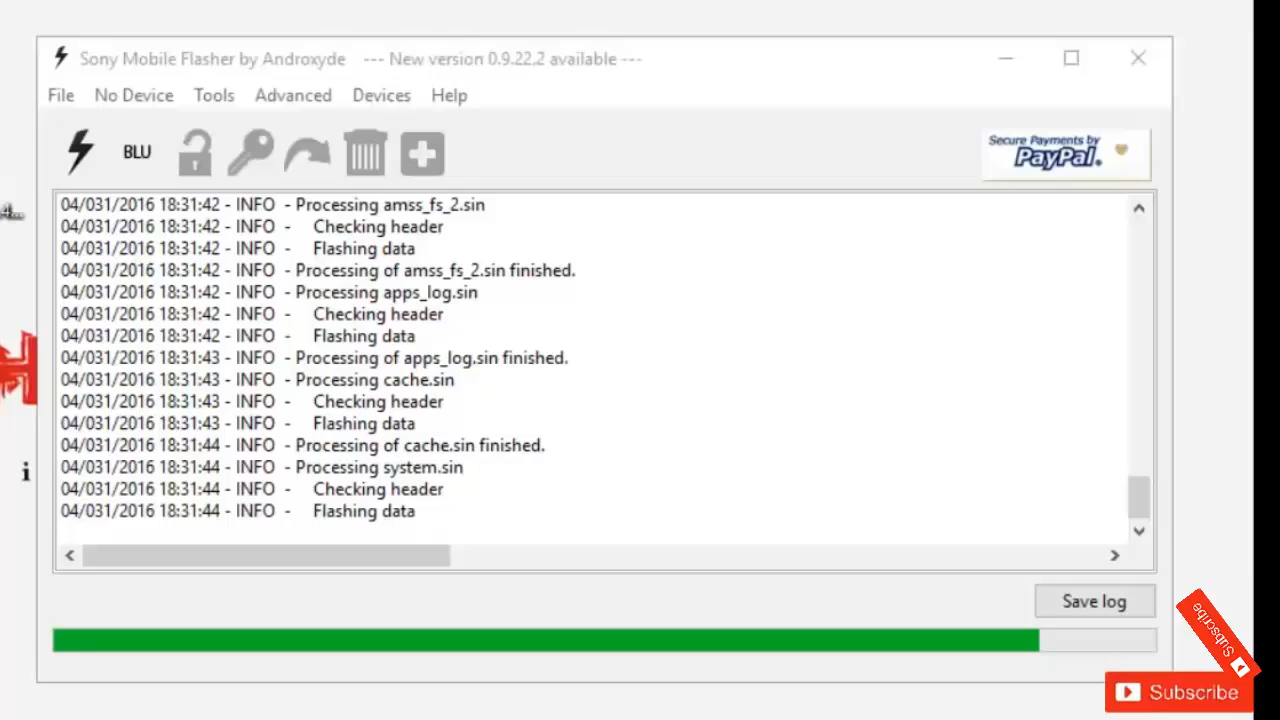 Sony Mobile Flasher by Androxyde --- New version 0.9.22.2 available ---
File No Device Tools Advanced Devices Help
BLU
Secure Payments by
PayPal.
04/031/2016 18:31:42 - INFO - Processing amss_fs_2.sin
04/031/2016 18:31:42 - INFO - Checking header
04/031/2016 18:31:42 - INFO - Flashing data
04/031/2016 18:31:42 - INFO - Processing of amss_fs_2.sin finished.
04/031/2016 18:31:42 - INFO - Processing apps_log.sin
04/031/2016 18:31:42 - INFO - Checking header
04/031/2016 18:31:42 - INFO - Flashing data
04/031/2016 18:31:43 - INFO - Processing of apps_log.sin finished.
04/031/2016 18:31:43 - INFO - Processing cache.sin
04/031/2016 18:31:43 - INFO - Checking header
04/031/2016 18:31:43 - INFO - Flashing data
04/031/2016 18:31:44 - INFO - Processing of cache.sin finished.
04/031/2016 18:31:44 - INFO - Processing system.sin
04/031/2016 18:31:44 - INFO - Checking header
04/031/2016 18:31:44 - INFO - Flashing data
4...
i
Save log
Subscribe
Subscribe